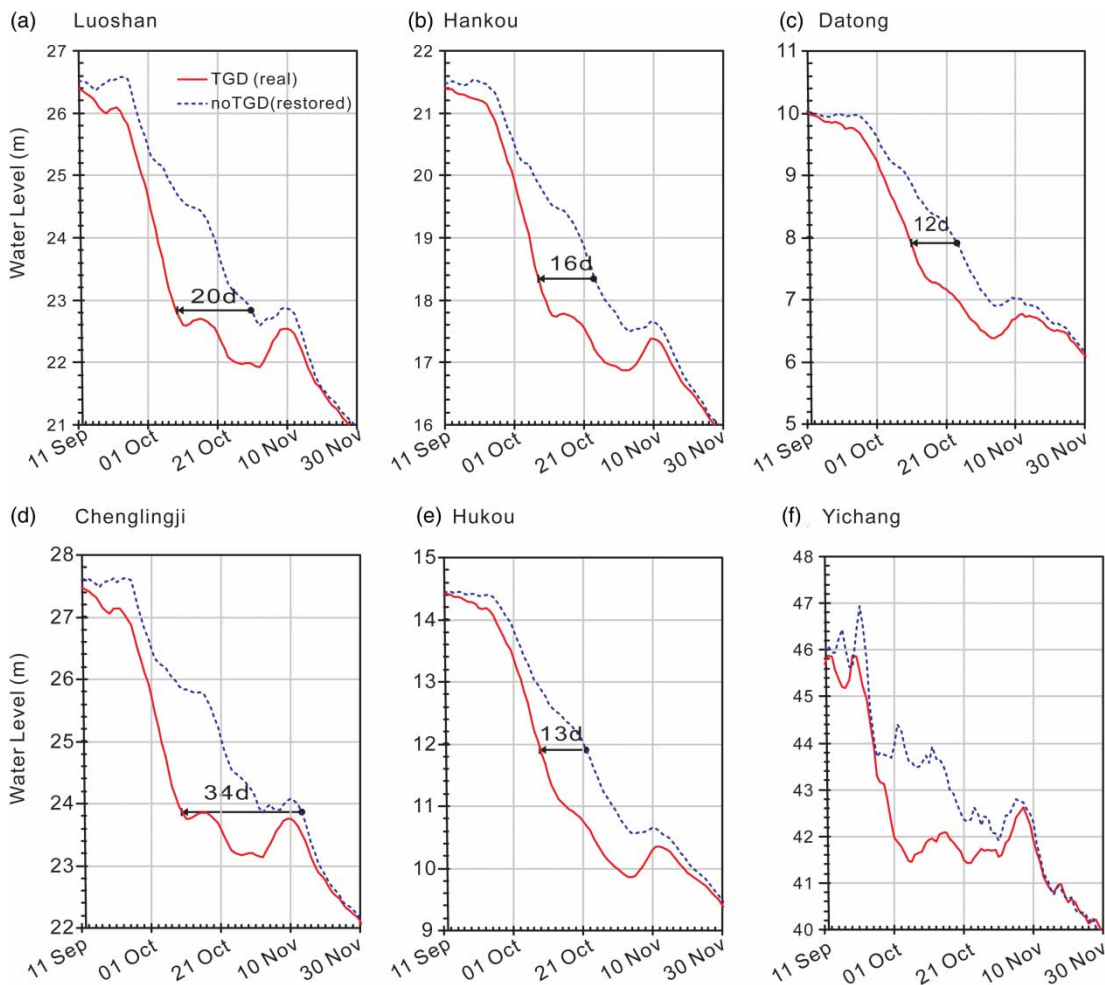 (a) Luoshan
(b) Hankou
(c) Datong
Water Level (m)
27
26
25
24
23
22
21
TGD (real)
noTGD(restored)
20d
11 Sep
01 Oct
21 Oct
10 Nov
30 Nov
22
21
20
19
18
17
16
16d
11 Sep
01 Oct
21 Oct
10 Nov
30 Nov
11
10
9
8
7
6
5
12d
11 Sep
01 Oct
21 Oct
10 Nov
30 Nov
(d) Chenglingji
(e) Hukou
(f) Yichang
Water Level (m)
28
27
26
25
24
23
22
34d
11 Sep
01 Oct
21 Oct
10 Nov
30 Nov
15
14
13
12
11
10
9
13d
11 Sep
01 Oct
21 Oct
10 Nov
30 Nov
48
47
46
45
44
43
42
41
40
11 Sep
01 Oct
21 Oct
10 Nov
30 Nov